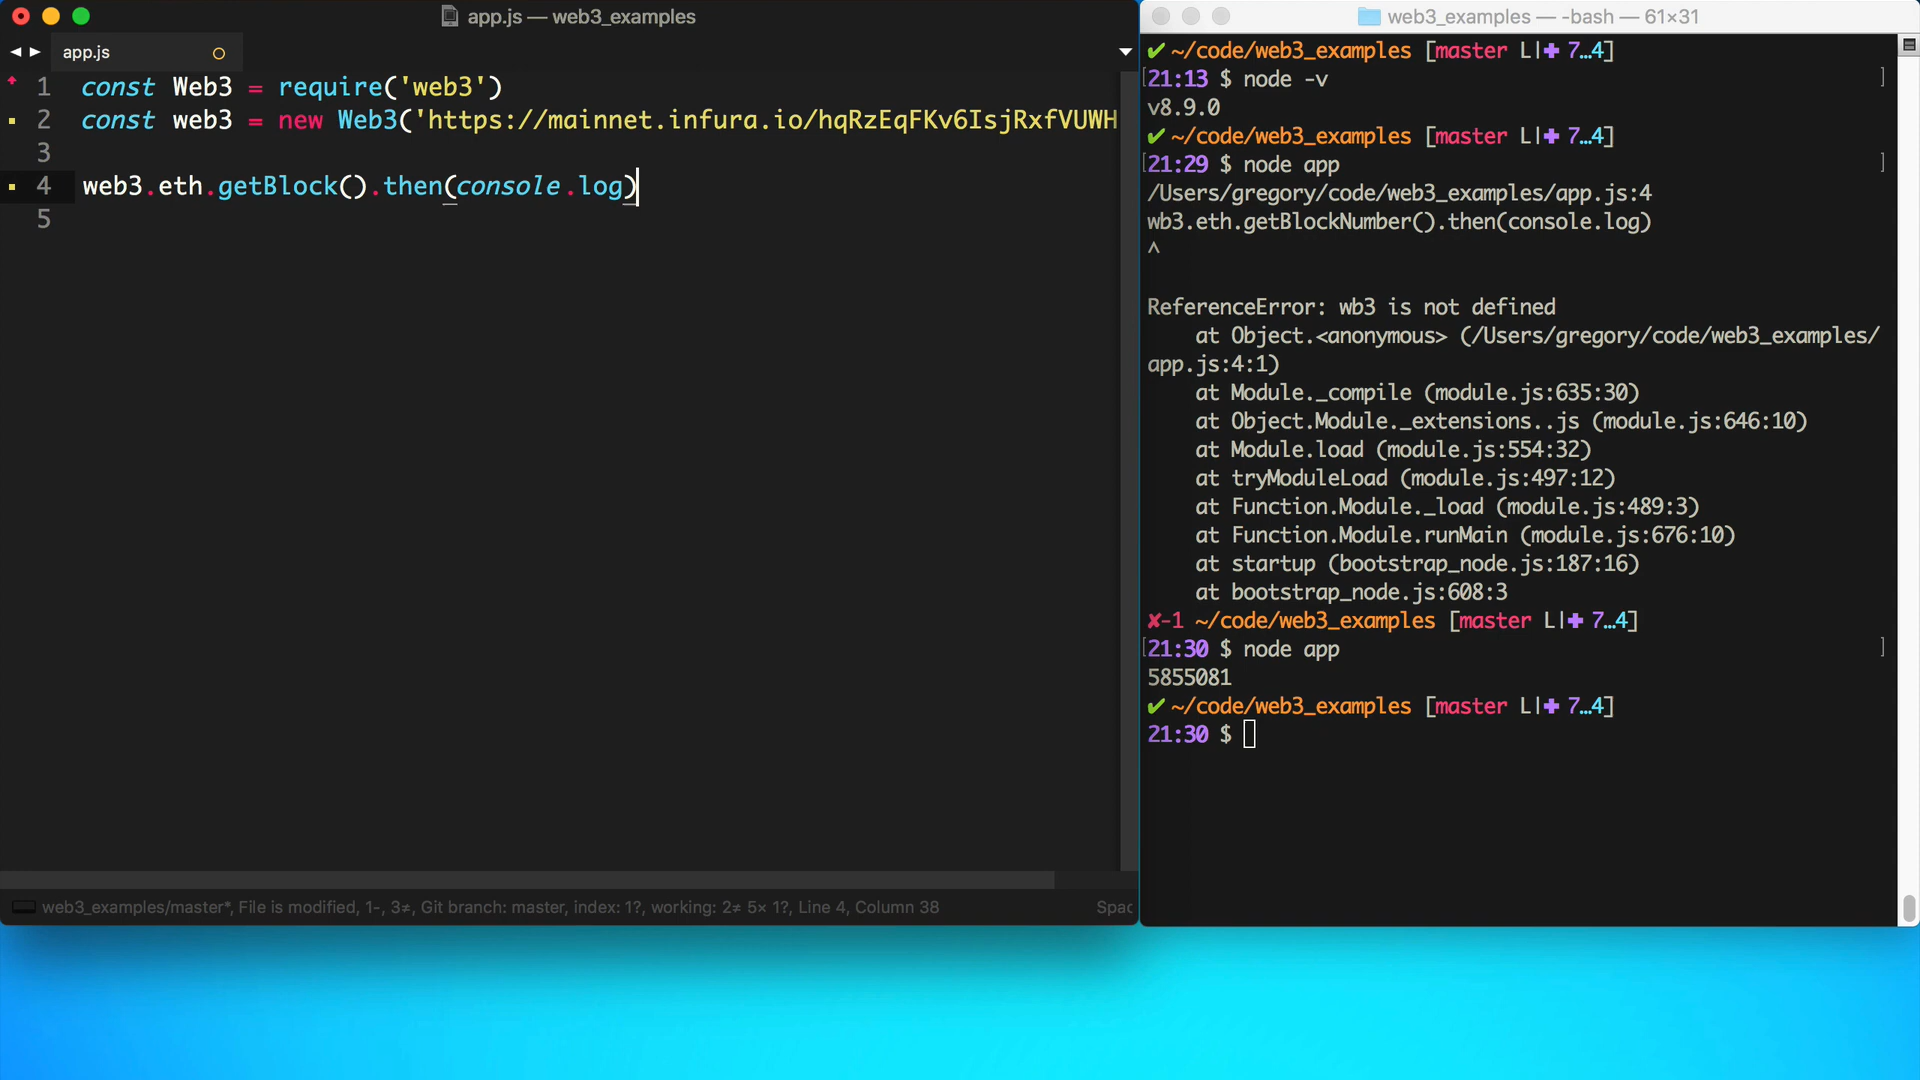 app.js — web3_examples
app.js
1 const Web3 = require('web3')
2 const web3 = new Web3('https://mainnet.infura.io/hqRzEqFKv6IsjRxfVUWH
3
4 web3.eth.getBlock().then(console.log)
5
web3_examples/master*, File is modified, 1-, 3≠, Git branch: master, index: 1?, working: 2≠ 5× 1?, Line 4, Column 38
Spac
web3_examples — -bash — 61×31
✔ ~/code/web3_examples [master L|✚ 7…4]
[21:13 $ node -v ]
v8.9.0
✔ ~/code/web3_examples [master L|✚ 7…4]
[21:29 $ node app ]
/Users/gregory/code/web3_examples/app.js:4
wb3.eth.getBlockNumber().then(console.log)
^
ReferenceError: wb3 is not defined
at Object.<anonymous> (/Users/gregory/code/web3_examples/
app.js:4:1)
at Module._compile (module.js:635:30)
at Object.Module._extensions..js (module.js:646:10)
at Module.load (module.js:554:32)
at tryModuleLoad (module.js:497:12)
at Function.Module._load (module.js:489:3)
at Function.Module.runMain (module.js:676:10)
at startup (bootstrap_node.js:187:16)
at bootstrap_node.js:608:3
✘-1 ~/code/web3_examples [master L|✚ 7…4]
[21:30 $ node app ]
5855081
✔ ~/code/web3_examples [master L|✚ 7…4]
21:30 $